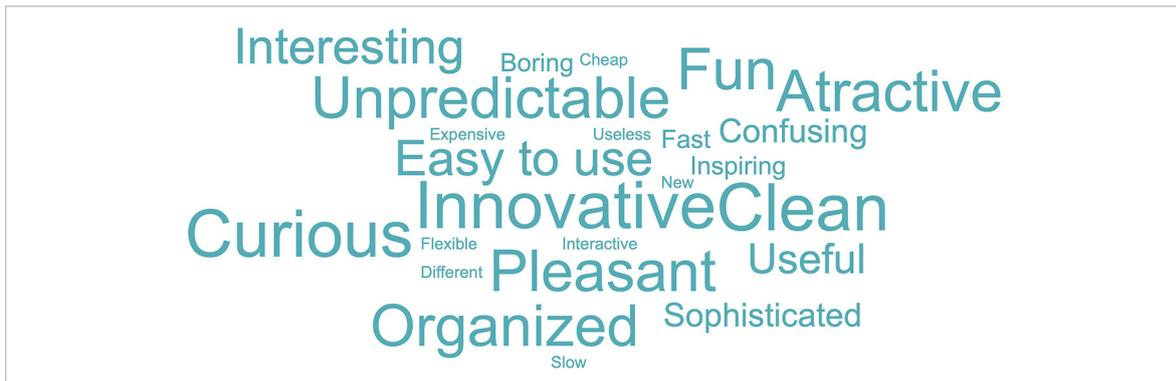 Interesting
Boring Cheap
Fun
Unpredictable
Atractive
Expensive Useless Fast Confusing
Easy to use
Inspiring
New
Innovative Clean
Curious
Flexible Interactive
Useful
Different Pleasant
Organized Sophisticated
Slow